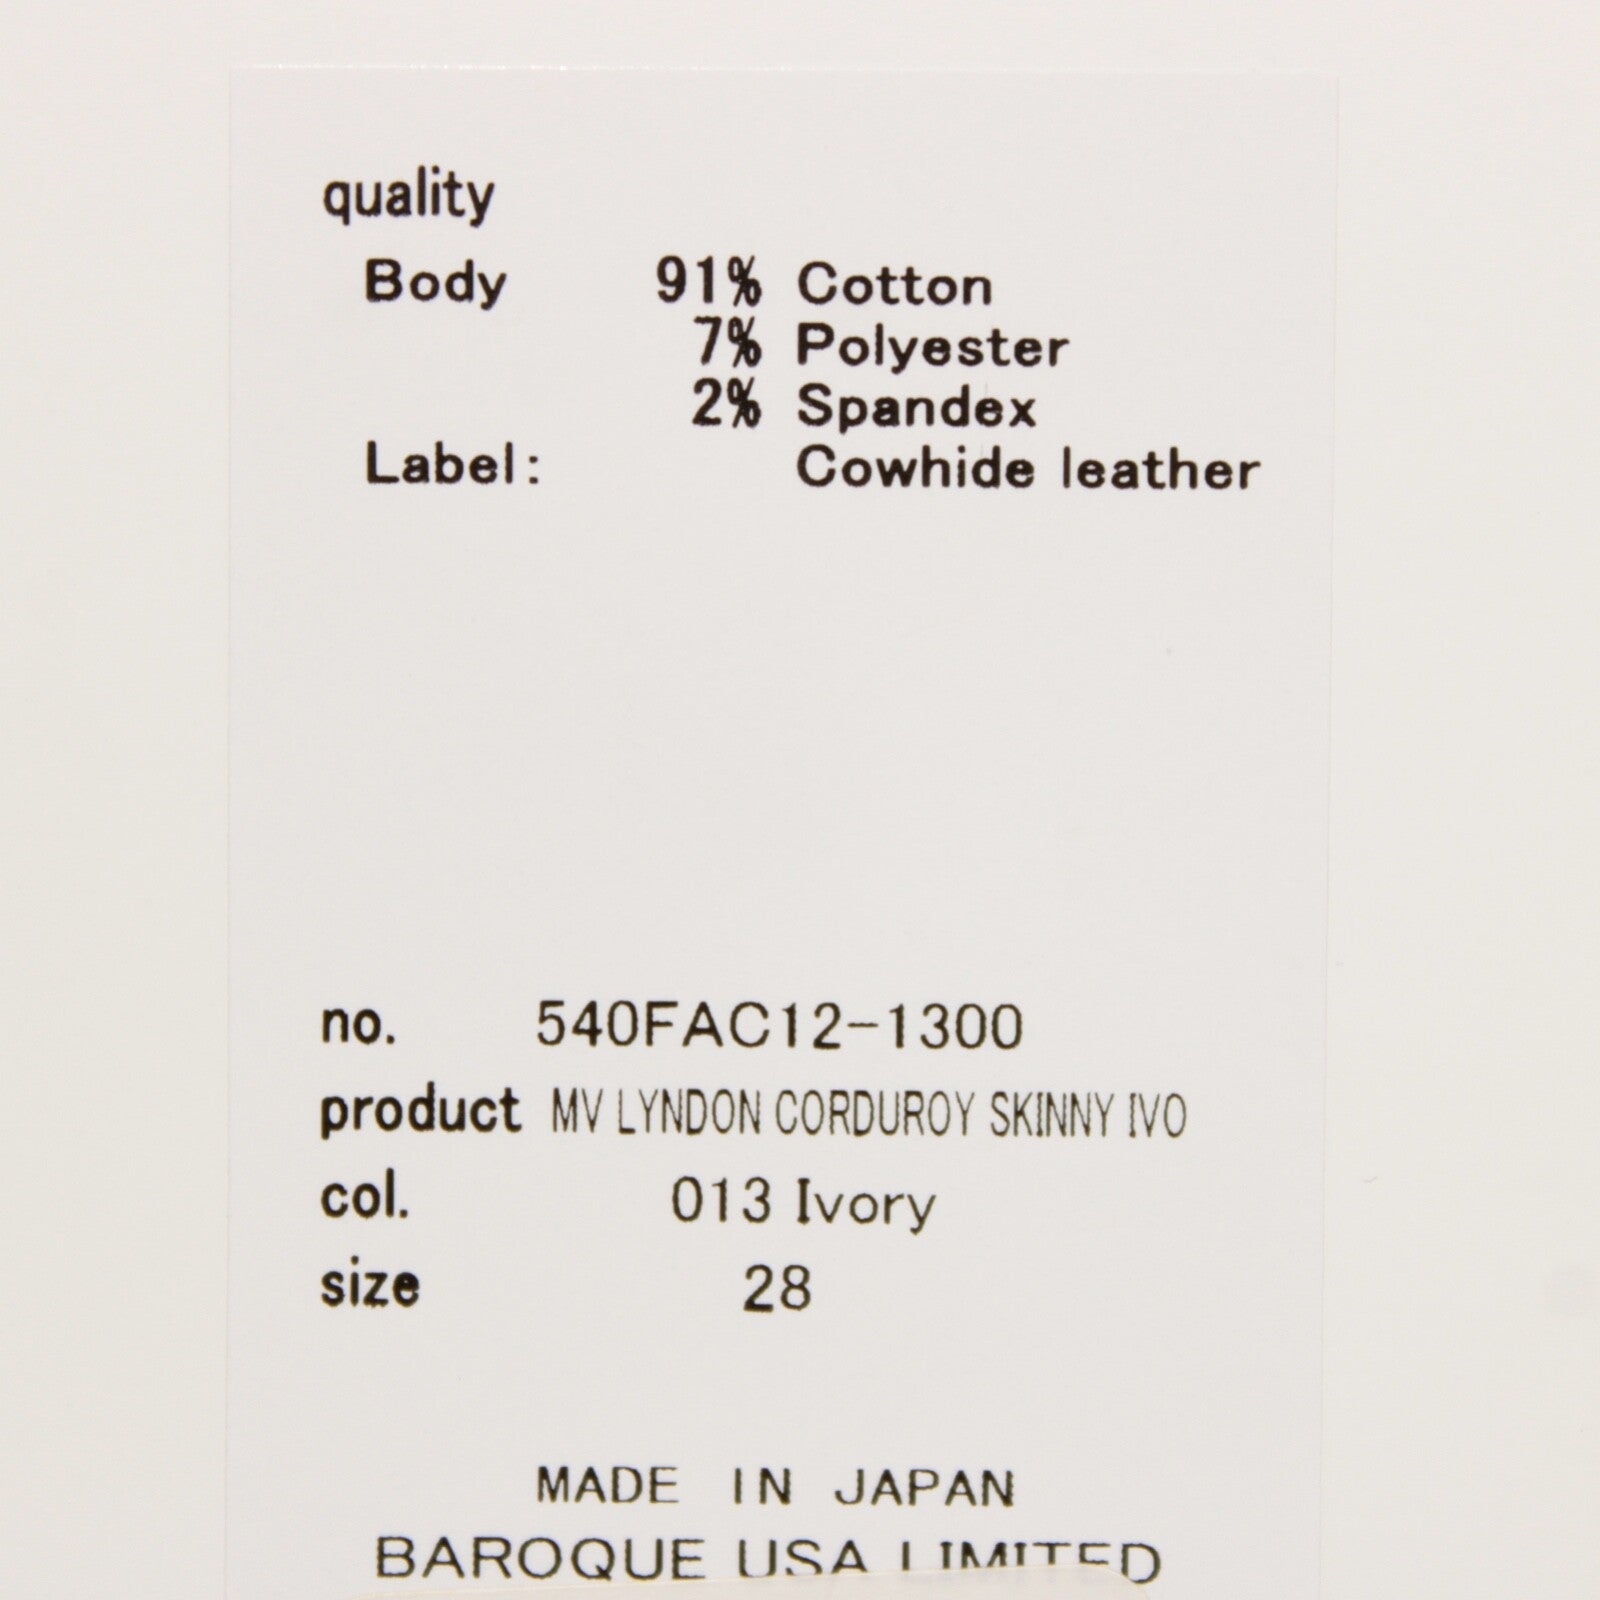 quality
Body 91% Cotton
7% Polyester
2% Spandex
Label: Cowhide leather
no. 540FAC12-1300
product MV LYNDON CORDUROY SKINNY IVO
col. 013 Ivory
size 28
MADE IN JAPAN
BAROQUE USA LIMITED